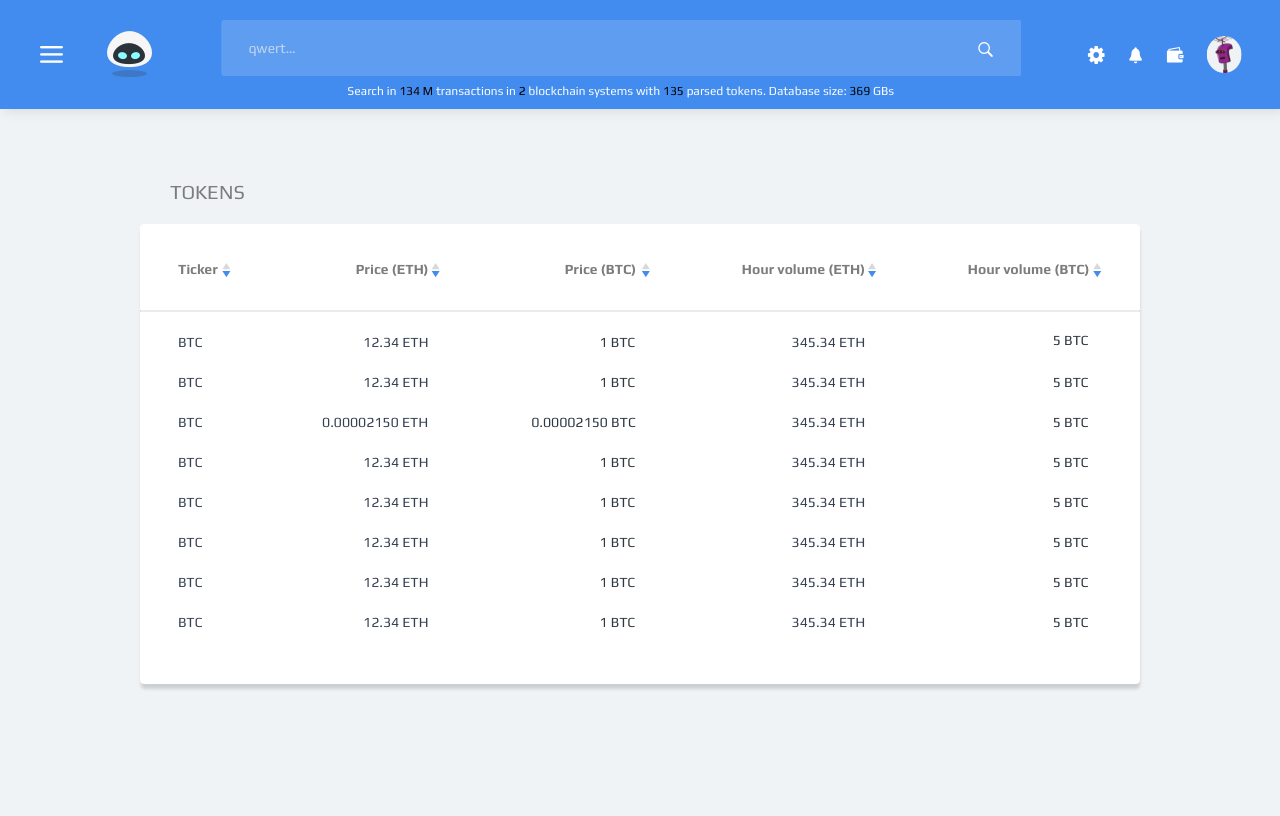 qwert...
Search in 134 M transactions in 2 blockchain systems with 135 parsed tokens. Database size: 369 GBs
TOKENS
Ticker Price (ETH) Price (BTC) Hour volume (ETH) Hour volume (BTC)
BTC 12.34 ETH 1 BTC 345.34 ETH 5 BTC
BTC 12.34 ETH 1 BTC 345.34 ETH 5 BTC
BTC 0.00002150 ETH 0.00002150 BTC 345.34 ETH 5 BTC
BTC 12.34 ETH 1 BTC 345.34 ETH 5 BTC
BTC 12.34 ETH 1 BTC 345.34 ETH 5 BTC
BTC 12.34 ETH 1 BTC 345.34 ETH 5 BTC
BTC 12.34 ETH 1 BTC 345.34 ETH 5 BTC
BTC 12.34 ETH 1 BTC 345.34 ETH 5 BTC